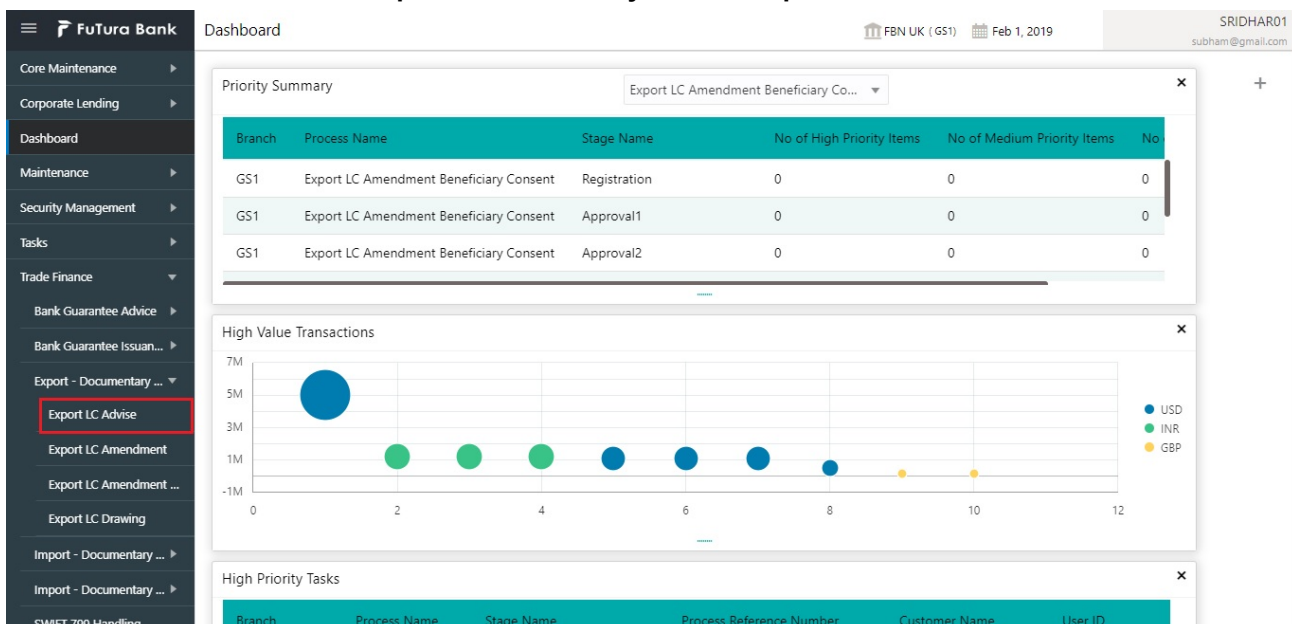 FuTura Bank
Dashboard
FBN UK ( GS1)
Feb 1, 2019
SRIDHAR01
subham@gmail.com
Core Maintenance
Corporate Lending
Dashboard
Maintenance
Security Management
Tasks
Trade Finance
Bank Guarantee Advice
Bank Guarantee Issuan...
Export - Documentary ...
Export LC Advise
Export LC Amendment
Export LC Amendment ...
Export LC Drawing
Import - Documentary ...
Import - Documentary ...
SWIFT 799 Handling
Priority Summary
Export LC Amendment Beneficiary Co...
Branch Process Name Stage Name No of High Priority Items No of Medium Priority Items No
GS1 Export LC Amendment Beneficiary Consent Registration 0 0 0
GS1 Export LC Amendment Beneficiary Consent Approval1 0 0 0
GS1 Export LC Amendment Beneficiary Consent Approval2 0 0 0
High Value Transactions
7M
5M
3M
1M
-1M
0 2 4 6 8 10 12
USD
INR
GBP
High Priority Tasks
Branch Process Name Stage Name Process Reference Number Customer Name User ID